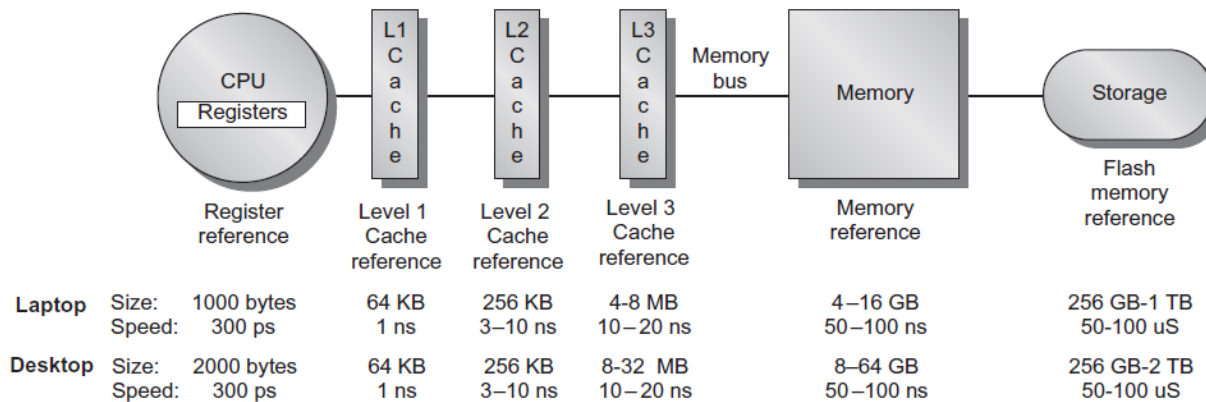 CPU
Registers
L1
C
a
c
h
e
L2
C
a
c
h
e
L3
C
a
c
h
e
Memory
bus
Memory
Storage
Register
reference
Level 1
Cache
reference
Level 2
Cache
reference
Level 3
Cache
reference
Memory
reference
Flash
memory
reference
Laptop Size: 1000 bytes 64 KB 256 KB 4-8 MB 4–16 GB 256 GB-1 TB
Speed: 300 ps 1 ns 3–10 ns 10–20 ns 50–100 ns 50-100 uS
Desktop Size: 2000 bytes 64 KB 256 KB 8-32 MB 8–64 GB 256 GB-2 TB
Speed: 300 ps 1 ns 3–10 ns 10–20 ns 50–100 ns 50-100 uS